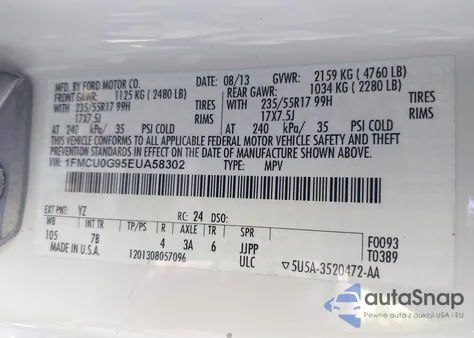 MFD. BY FORD MOTOR CO.
DATE: 08/13 GVWR: 2159 KG (4760 LB)
FRONT GAWR: 1125 KG (2480 LB) REAR GAWR: 1034 KG (2280 LB)
WITH 235/55R17 99H TIRES WITH 235/55R17 99H TIRES
17X7.5J RIMS 17X7.5J RIMS
AT 240 kPa/ 35 PSI COLD AT 240 kPa/ 35 PSI COLD
THIS VEHICLE CONFORMS TO ALL APPLICABLE FEDERAL MOTOR VEHICLE SAFETY AND THEFT
PREVENTION STANDARDS IN EFFECT ON THE DATE OF MANUFACTURE SHOWN ABOVE.
VIN: 1FMCU0G95EUA58302 TYPE: MPV
EXT PNT: YZ RC: 24 DSO:
WB INT TR TP/PS R AXLE TR SPR
105 7B 4 3A 6 JJPP
F0093
T0389
MADE IN U.S.A. 1201308057096 ULC ▽5U5A-3520472-AA
autoSnap
Auto z pickupem USA - EU